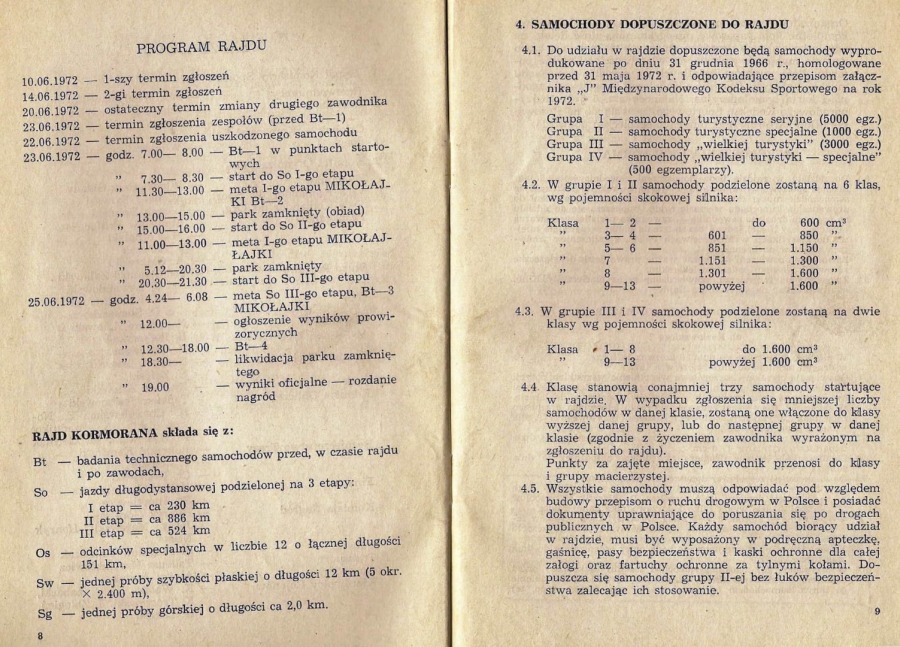 PROGRAM RAJDU
10.06.1972 — 1-szy termin zgłoszeń
14.06.1972 — 2-gi termin zgłoszeń
20.06.1972 — ostateczny termin zmiany drugiego zawodnika
23.06.1972 — termin zgłoszenia zespołów (przed Bt—1)
22.06.1972 — termin zgłoszenia uszkodzonego samochodu
23.06.1972 — godz. 7.00— 8.00 — Bt—1 w punktach starto-
wych
„ 7.30— 8.30 — start do So I-go etapu
„ 11.30—13.00 — meta I-go etapu MIKOŁAJ-
KI Bt—2
„ 13.00—15.00 — park zamknięty (obiad)
„ 15.00—16.00 — start do So II-go etapu
„ 11.00—13.00 — meta I-go etapu MIKOŁAJ-
ŁAJKI
„ 5.12—20.30 — park zamknięty
„ 20.30—21.30 — start do So III-go etapu
25.06.1972 — godz. 4.24— 6.08 — meta So III-go etapu, Bt—3
MIKOŁAJKI
„ 12.00— — ogłoszenie wyników prowi-
zorycznych
„ 12.30—18.00 — Bt—4
„ 18.30— — likwidacja parku zamknię-
tego
„ 19.00 — wyniki oficjalne — rozdanie
nagród
RAJD KORMORANA składa się z:
Bt — badania technicznego samochodów przed, w czasie rajdu
i po zawodach,
So — jazdy długodystansowej podzielonej na 3 etapy:
I etap = ca 230 km
II etap = ca 886 km
III etap = ca 524 km
Os — odcinków specjalnych w liczbie 12 o łącznej długości
151 km,
Sw — jednej próby szybkości płaskiej o długości 12 km (5 okr.
× 2.400 m),
Sg — jednej próby górskiej o długości ca 2,0 km.
8
4. SAMOCHODY DOPUSZCZONE DO RAJDU
4.1. Do udziału w rajdzie dopuszczone będą samochody wypro-
dukowane po dniu 31 grudnia 1966 r., homologowane
przed 31 maja 1972 r. i odpowiadające przepisom załącz-
nika „J” Międzynarodowego Kodeksu Sportowego na rok
1972.
Grupa I — samochody turystyczne seryjne (5000 egz.)
Grupa II — samochody turystyczne specjalne (1000 egz.)
Grupa III — samochody „wielkiej turystyki” (3000 egz.)
Grupa IV — samochody „wielkiej turystyki — specjalne”
(500 egzemplarzy).
4.2. W grupie I i II samochody podzielone zostaną na 6 klas,
wg pojemności skokowej silnika:
Klasa 1— 2 — do 600 cm³
„ 3— 4 — 601 — 850 „
„ 5— 6 — 851 — 1.150 „
„ 7 — 1.151 — 1.300 „
„ 8 — 1.301 — 1.600 „
„ 9—13 — powyżej 1.600 „
4.3. W grupie III i IV samochody podzielone zostaną na dwie
klasy wg pojemności skokowej silnika:
Klasa 1— 8 do 1.600 cm³
„ 9—13 powyżej 1.600 cm³
4.4 Klasę stanowią conajmniej trzy samochody startujące
w rajdzie. W wypadku zgłoszenia się mniejszej liczby
samochodów w danej klasie, zostaną one włączone do klasy
wyższej danej grupy, lub do następnej grupy w danej
klasie (zgodnie z życzeniem zawodnika wyrażonym na
zgłoszeniu do rajdu).
Punkty za zajęte miejsce, zawodnik przenosi do klasy
i grupy macierzystej.
4.5. Wszystkie samochody muszą odpowiadać pod względem
budowy przepisom o ruchu drogowym w Polsce i posiadać
dokumenty uprawniające do poruszania się po drogach
publicznych w Polsce. Każdy samochód biorący udział
w rajdzie, musi być wyposażony w podręczną apteczkę,
gaśnicę, pasy bezpieczeństwa i kaski ochronne dla całej
załogi oraz fartuchy ochronne za tylnymi kołami. Do-
puszcza się samochody grupy II-ej bez łuków bezpieczeń-
stwa zalecając ich stosowanie.
9